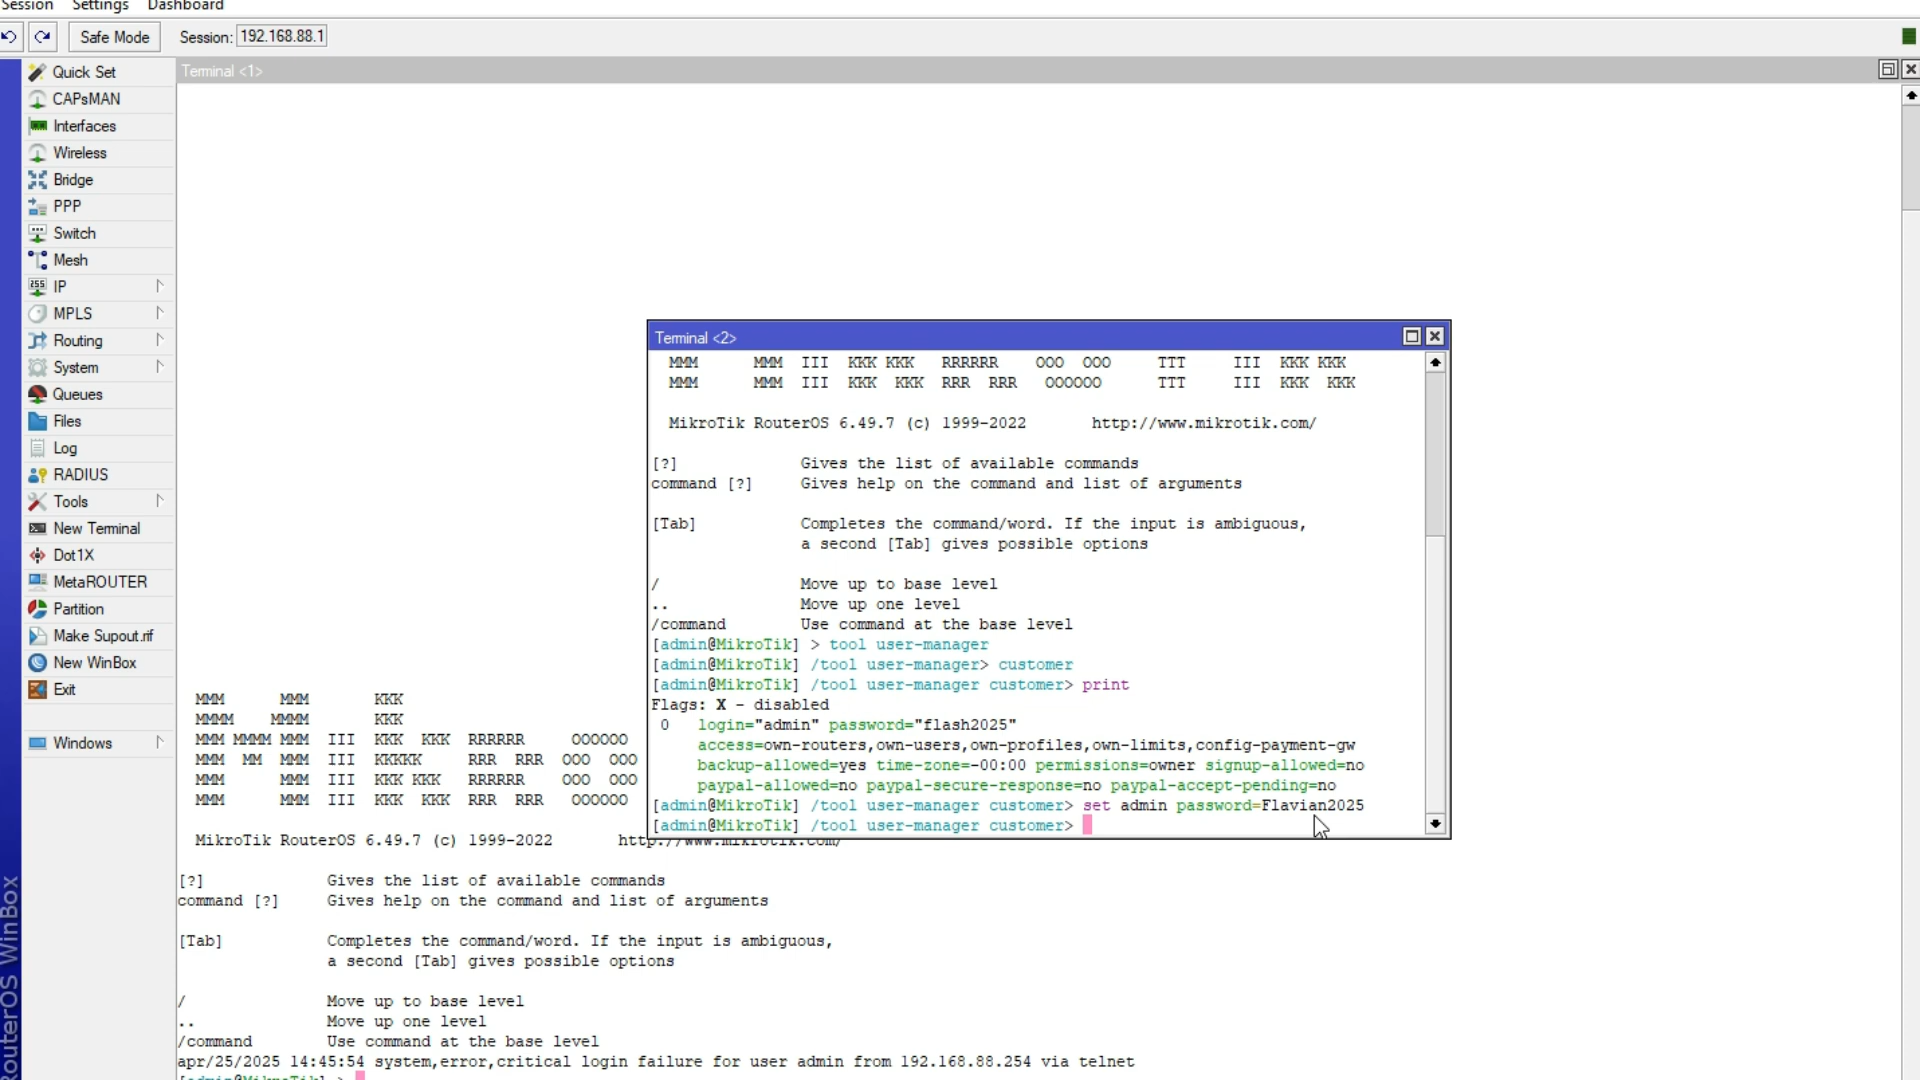 Session Settings Dashboard
Safe Mode Session: 192.168.88.1
Quick Set
CAPsMAN
Interfaces
Wireless
Bridge
PPP
Switch
Mesh
IP
MPLS
Routing
System
Queues
Files
Log
RADIUS
Tools
New Terminal
Dot1X
MetaROUTER
Partition
Make Supout.rif
New WinBox
Exit
Windows
RouterOS WinBox
Terminal <1>
MMM MMM KKK
MMMM MMMM KKK
MMM MMMM MMM III KKK KKK RRRRRR OOOOOO
MMM MM MMM III KKKKK RRR RRR OOO OOO
MMM MMM III KKK KKK RRRRRR OOO OOO
MMM MMM III KKK KKK RRR RRR OOOOOO
MikroTik RouterOS 6.49.7 (c) 1999-2022 http://www.mikrotik.com/
[?] Gives the list of available commands
command [?] Gives help on the command and list of arguments
[Tab] Completes the command/word. If the input is ambiguous,
a second [Tab] gives possible options
/ Move up to base level
.. Move up one level
/command Use command at the base level
apr/25/2025 14:45:54 system,error,critical login failure for user admin from 192.168.88.254 via telnet
[admin@MikroTik] >
Terminal <2>
MMM MMM III KKK KKK RRRRRR OOO OOO TTT III KKK KKK
MMM MMM III KKK KKK RRR RRR OOOOOO TTT III KKK KKK
MikroTik RouterOS 6.49.7 (c) 1999-2022 http://www.mikrotik.com/
[?] Gives the list of available commands
command [?] Gives help on the command and list of arguments
[Tab] Completes the command/word. If the input is ambiguous,
a second [Tab] gives possible options
/ Move up to base level
.. Move up one level
/command Use command at the base level
[admin@MikroTik] > tool user-manager
[admin@MikroTik] /tool user-manager> customer
[admin@MikroTik] /tool user-manager customer> print
Flags: X - disabled
0 login="admin" password="flash2025"
access=own-routers,own-users,own-profiles,own-limits,config-payment-gw
backup-allowed=yes time-zone=-00:00 permissions=owner signup-allowed=no
paypal-allowed=no paypal-secure-response=no paypal-accept-pending=no
[admin@MikroTik] /tool user-manager customer> set admin password=Flavian2025
[admin@MikroTik] /tool user-manager customer>